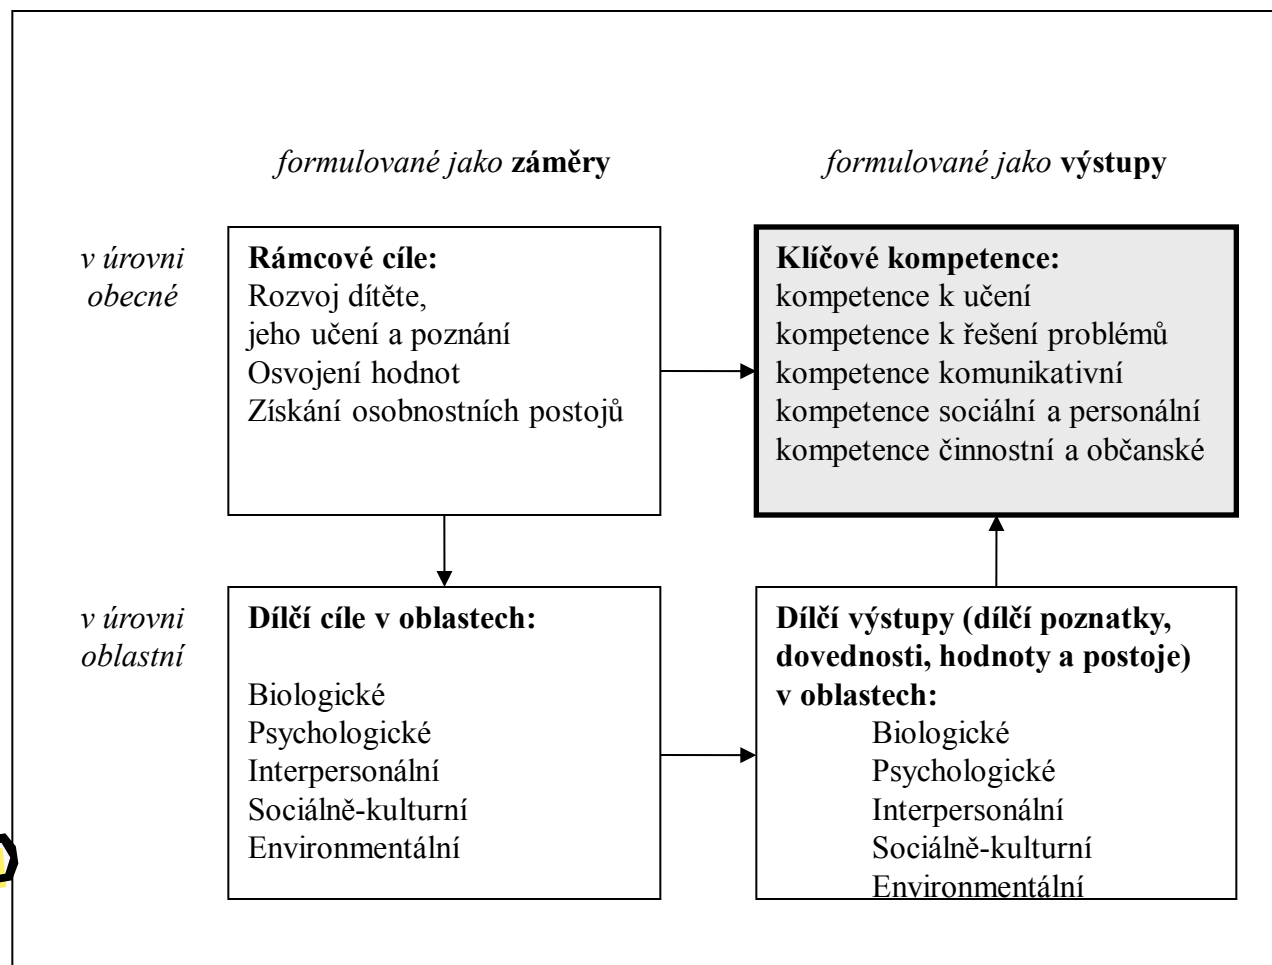 formulované jako záměry
formulované jako výstupy
v úrovni
obecné
Rámcové cíle:
Rozvoj dítěte,
jeho učení a poznání
Osvojení hodnot
Získání osobnostních postojů
Klíčové kompetence:
kompetence k učení
kompetence k řešení problémů
kompetence komunikativní
kompetence sociální a personální
kompetence činnostní a občanské
v úrovni
oblastní
Dílčí cíle v oblastech:
Biologické
Psychologické
Interpersonální
Sociálně-kulturní
Environmentální
Dílčí výstupy (dílčí poznatky,
dovednosti, hodnoty a postoje)
v oblastech:
Biologické
Psychologické
Interpersonální
Sociálně-kulturní
Environmentální